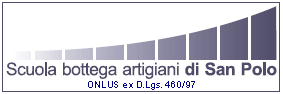 Scuola bottega artigiani di San Polo
ONLUS ex D.Lgs. 460/97